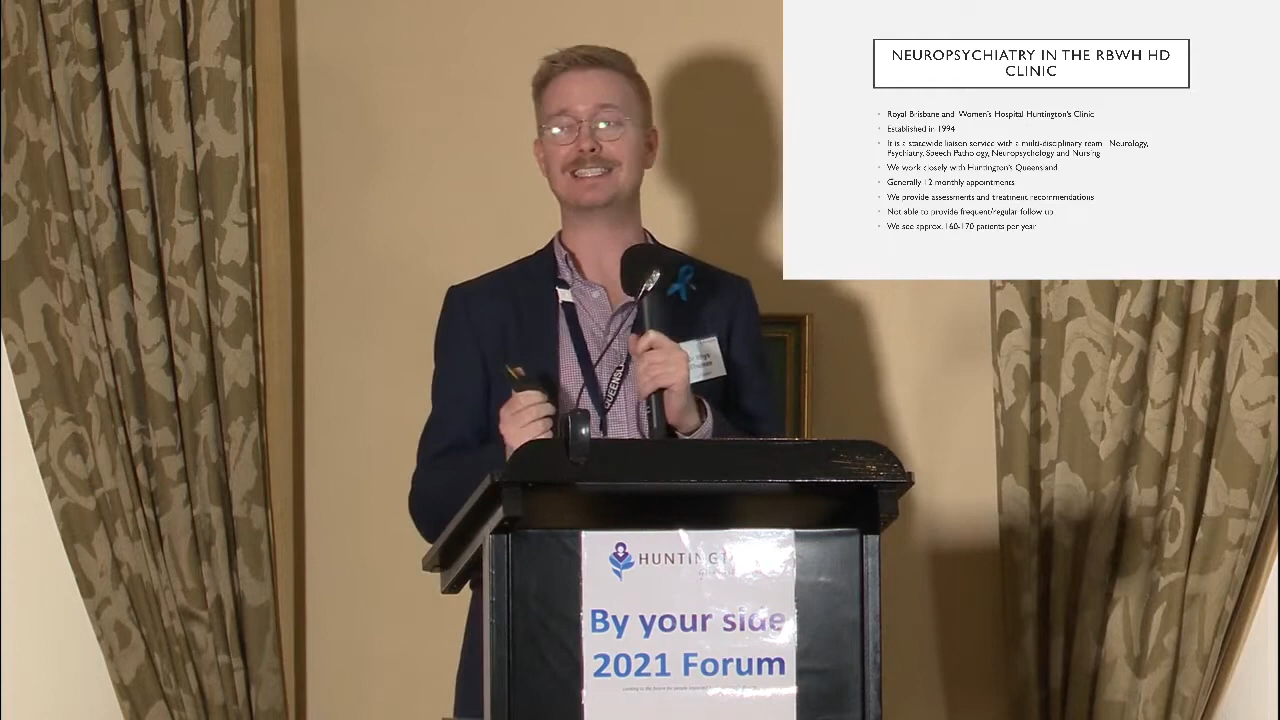 NEUROPSYCHIATRY IN THE RBWH HD
CLINIC
Royal Brisbane and Women's Hospital Huntington's Clinic
Established in 1994
It is a statewide liaison service with a multi-disciplinary team - Neurology,
Psychiatry, Speech Pathology, Neuropsychology and Nursing
We work closely with Huntington's Queensland
Generally 12 monthly appointments
We provide assessments and treatment recommendations
Not able to provide frequent/regular follow up
We see approx. 160-170 patients per year
By your side
2021 Forum